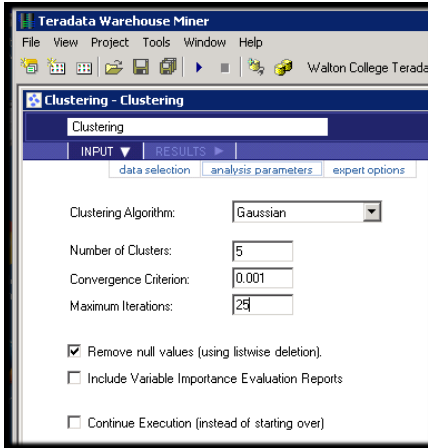 Teradata Warehouse Miner
File View Project Tools Window Help
Walton College Terada
Clustering - Clustering
Clustering
INPUT ▼ RESULTS ►
data selection analysis parameters expert options
Clustering Algorithm: Gaussian
Number of Clusters: 5
Convergence Criterion: 0.001
Maximum Iterations: 25
Remove null values (using listwise deletion).
Include Variable Importance Evaluation Reports
Continue Execution (instead of starting over)